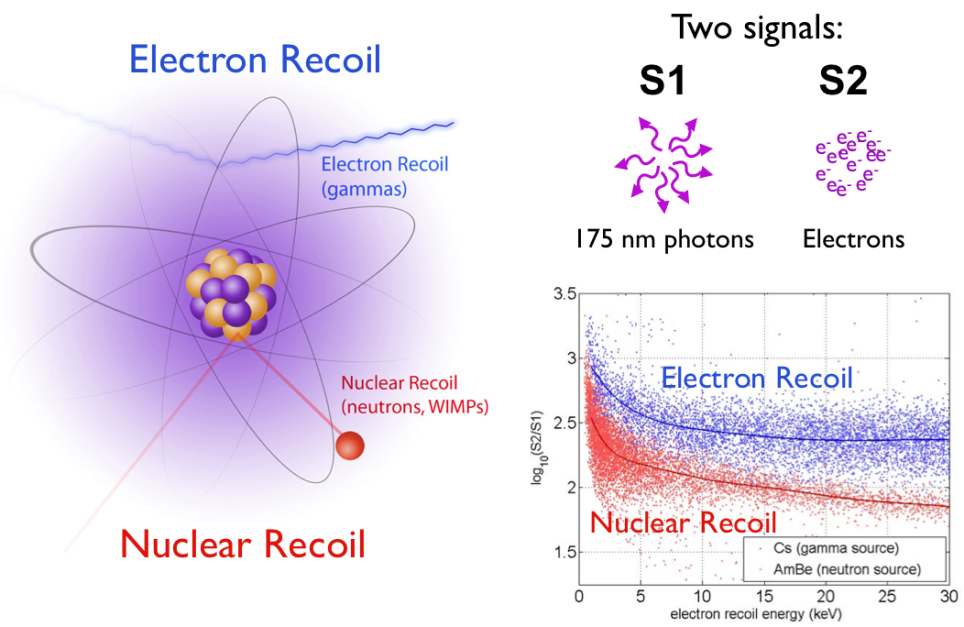 Electron Recoil
Electron Recoil
(gammas)
Nuclear Recoil
(neutrons, WIMPs)
Nuclear Recoil
Two signals:
S1
S2
e- e- e- e- e- e- e- e- e- e- e- e-
175 nm photons
Electrons
3.5
3
2.5
2
1.5
log10(S2/S1)
Electron Recoil
Nuclear Recoil
Cs (gamma source)
AmBe (neutron source)
0 5 10 15 20 25 30
electron recoil energy (keV)